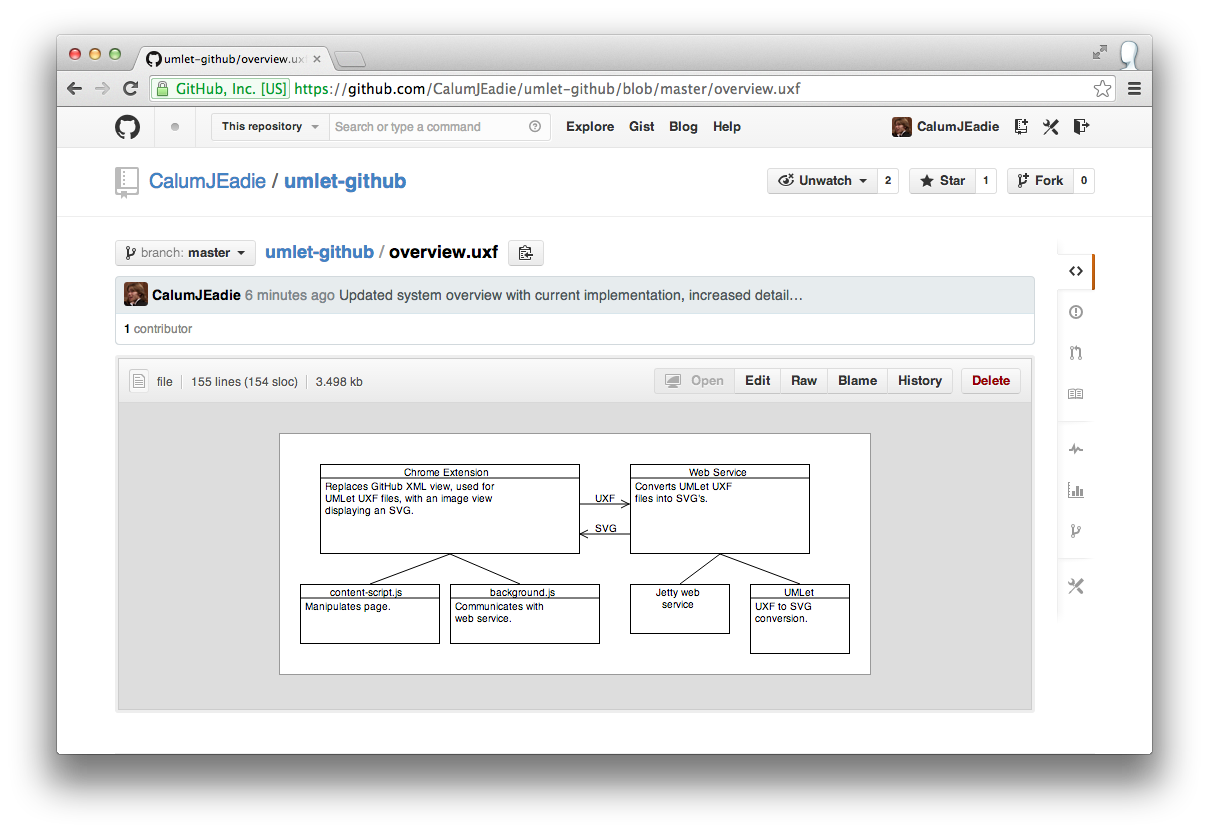 umlet-github/overview.ux
GitHub, Inc. [US] https://github.com/CalumJEadie/umlet-github/blob/master/overview.uxf
This repository Search or type a command Explore Gist Blog Help CalumJEadie
CalumJEadie / umlet-github Unwatch 2 Star 1 Fork 0
branch: master umlet-github / overview.uxf
CalumJEadie 6 minutes ago Updated system overview with current implementation, increased detail…
1 contributor
file 155 lines (154 sloc) 3.498 kb Open Edit Raw Blame History Delete
Chrome Extension
Replaces GitHub XML view, used for
UMLet UXF files, with an image view
displaying an SVG.
UXF
SVG
Web Service
Converts UMLet UXF
files into SVG's.
content-script.js
Manipulates page.
background.js
Communicates with
web service.
Jetty web
service
UMLet
UXF to SVG
conversion.